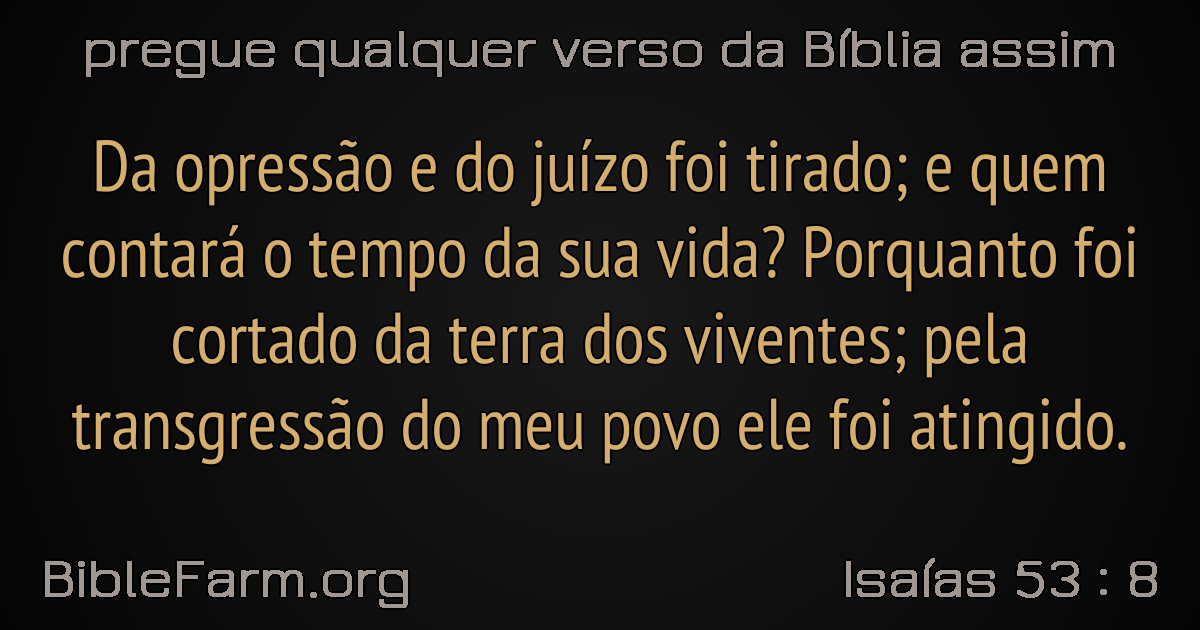 pregue qualquer verso da Bíblia assim
Da opressão e do juízo foi tirado; e quem
contará o tempo da sua vida? Porquanto foi
cortado da terra dos viventes; pela
transgressão do meu povo ele foi atingido.
BibleFarm.org
Isaías 53 : 8